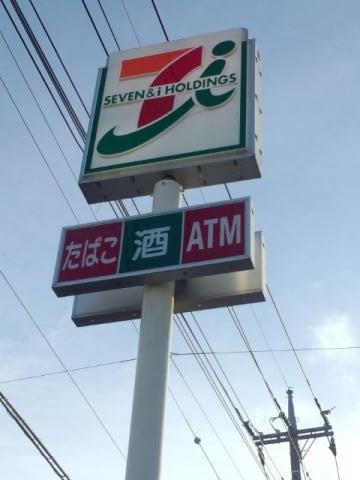 7i
SEVEN&i HOLDINGS
たばこ 酒 ATM